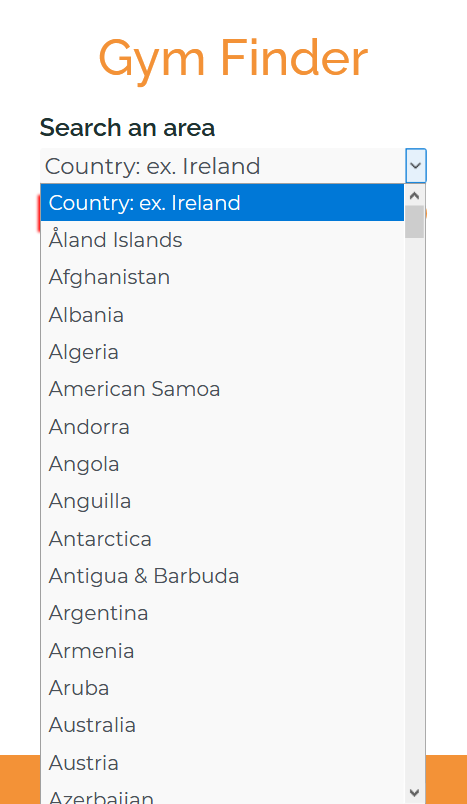 Gym Finder
Search an area
Country: ex. Ireland
Country: ex. Ireland
Åland Islands
Afghanistan
Albania
Algeria
American Samoa
Andorra
Angola
Anguilla
Antarctica
Antigua & Barbuda
Argentina
Armenia
Aruba
Australia
Austria
Azerbaijan